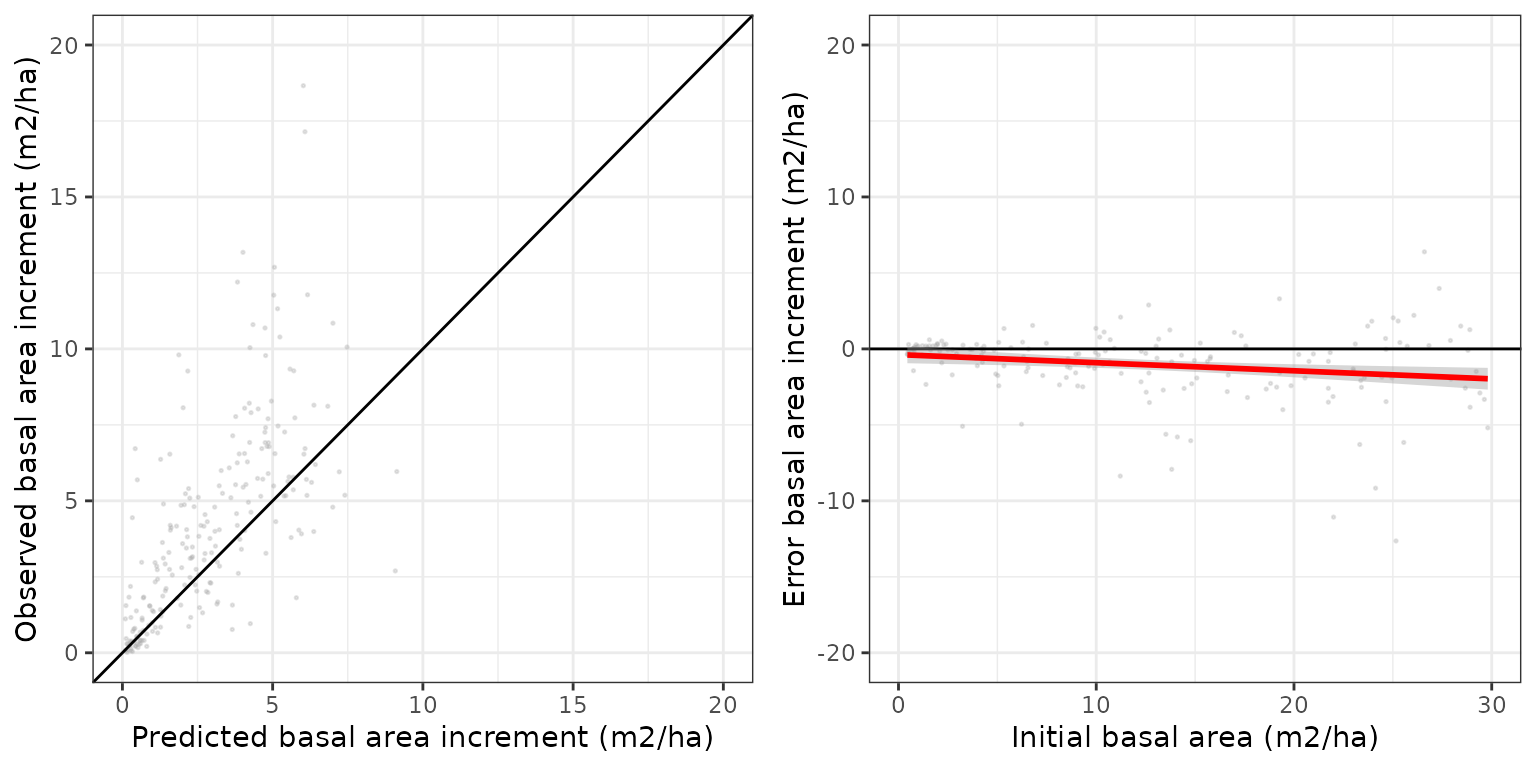 Observed basal area increment (m2/ha)
20
15
10
5
0
0 5 10 15 20
Predicted basal area increment (m2/ha)
Error basal area increment (m2/ha)
20
10
0
-10
-20
0 10 20 30
Initial basal area (m2/ha)